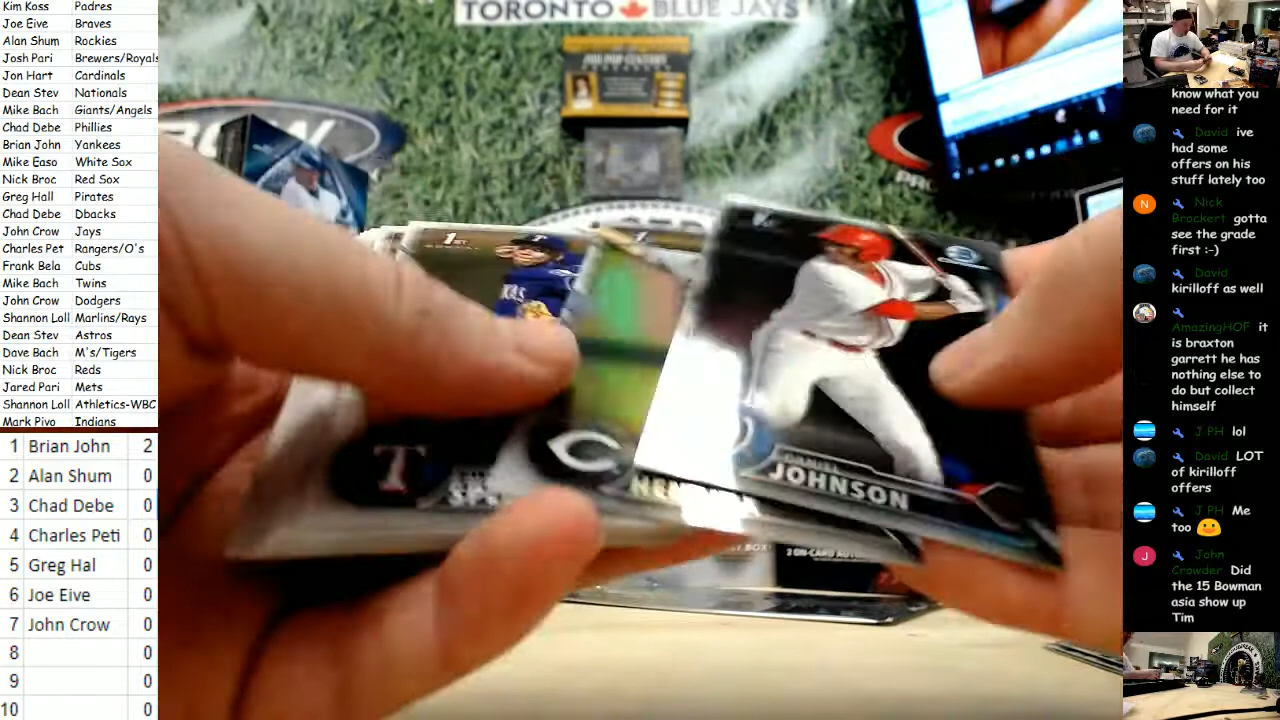 Kim Koss Padres
Joe Eive Braves
Alan Shum Rockies
Josh Pari Brewers/Royals
Jon Hart Cardinals
Dean Stev Nationals
Mike Bach Giants/Angels
Chad Debe Phillies
Brian John Yankees
Mike Easo White Sox
Nick Broc Red Sox
Greg Hall Pirates
Chad Debe Dbacks
John Crow Jays
Charles Pet Rangers/O's
Frank Bela Cubs
Mike Bach Twins
John Crow Dodgers
Shannon Loll Marlins/Rays
Dean Stev Astros
Dave Bach M's/Tigers
Nick Broc Reds
Jared Pari Mets
Shannon Loll Athletics-WBC
Mark Pivo Indians
1 Brian John 2
2 Alan Shum 0
3 Chad Debe 0
4 Charles Peti 0
5 Greg Hal 0
6 Joe Eive 0
7 John Crow 0
8 0
9 0
10 0
TORONTO BLUE JAYS
1ST
T
C
JOHNSON
know what you
need for it
David ive
had some
offers on his
stuff lately too
N Nick
Brockert gotta
see the grade
first :-)
David
kirilloff as well
AmazingHOF it
is braxton
garrett he has
nothing else to
do but collect
himself
J PH lol
David LOT
of kirilloff
offers
J PH Me
too
J John
Crowder Did
the 15 Bowman
asia show up
Tim